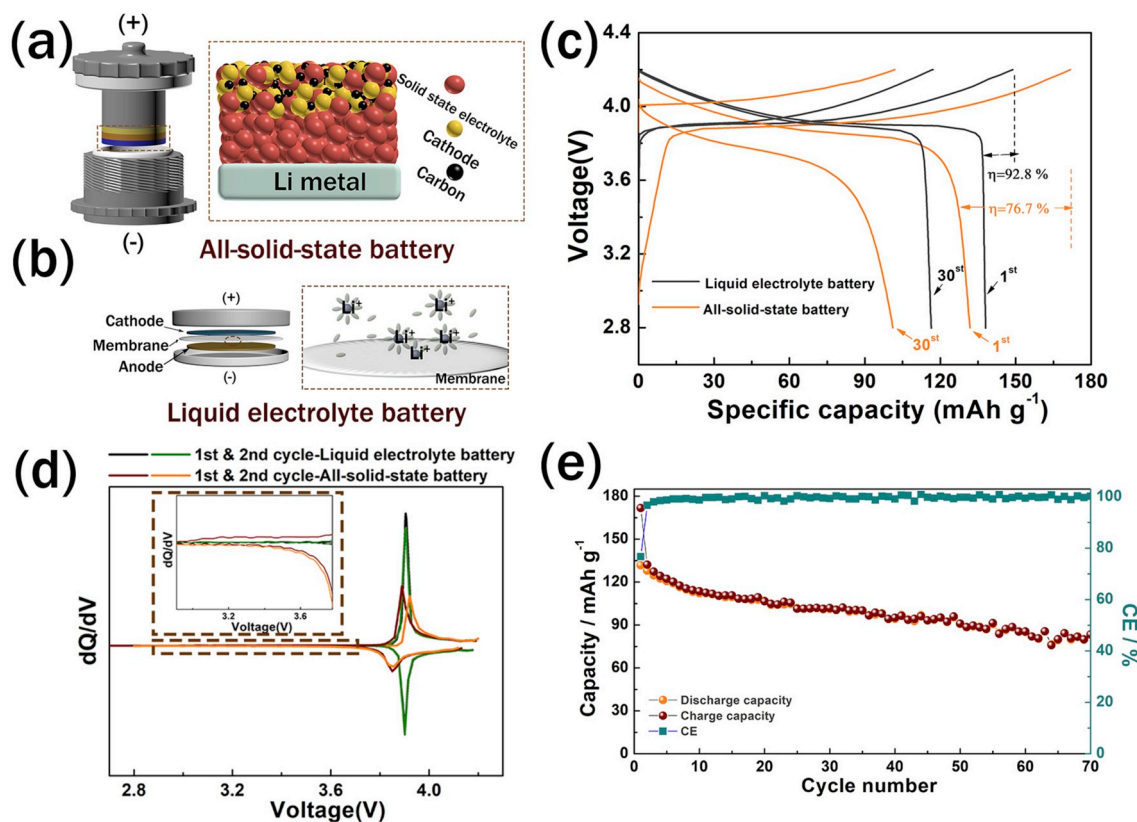 (a)
(+)
(-)
Solid state electrolyte
Cathode
Carbon
Li metal
All-solid-state battery
(b)
(+)
Cathode
Membrane
Anode
(-)
Li+
Li+
Li+
Li+
Li+
Membrane
Liquid electrolyte battery
(c)
4.4
4.0
3.6
3.2
2.8
Voltage(V)
η=92.8 %
η=76.7 %
Liquid electrolyte battery
All-solid-state battery
30st
1st
30st
1st
0 30 60 90 120 150 180
Specific capacity (mAh g-1)
(d)
1st & 2nd cycle-Liquid electrolyte battery
1st & 2nd cycle-All-solid-state battery
dQ/dV
3.2 3.6
Voltage(V)
dQ/dV
2.8 3.2 3.6 4.0
Voltage(V)
(e)
180
150
120
90
60
30
0
Capacity / mAh g-1
100
80
60
40
20
0
CE / %
Discharge capacity
Charge capacity
CE
0 10 20 30 40 50 60 70
Cycle number